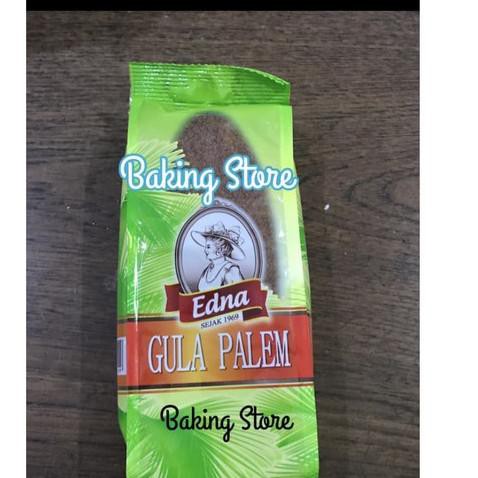 Baking Store
Edna
SEJAK 1969
GULA PALEM
Baking Store